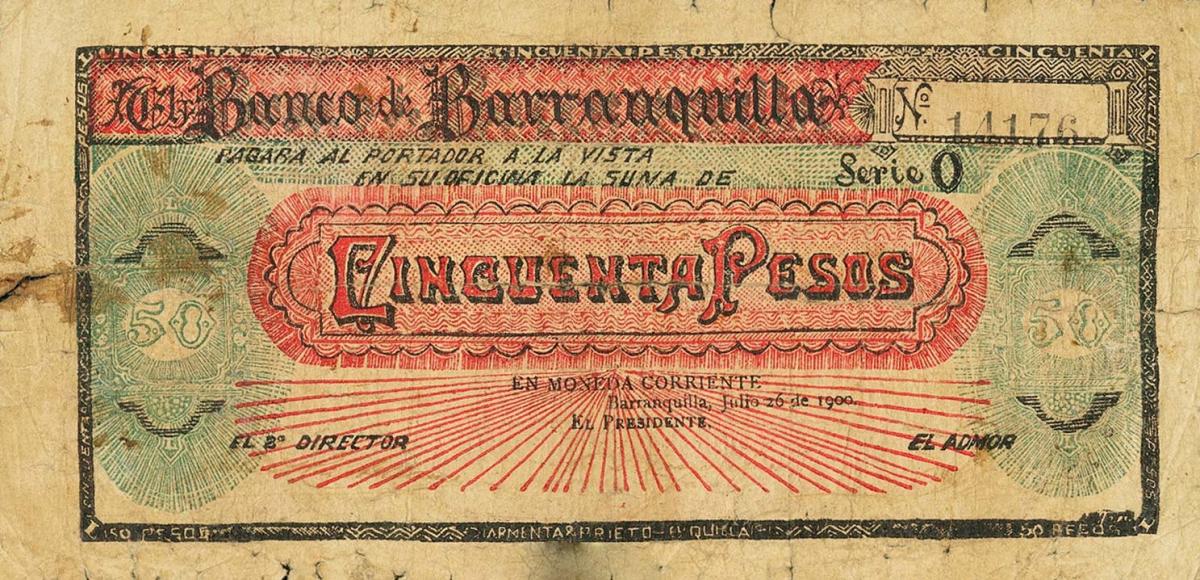 CINCUENTA CINCUENTA PESOS CINCUENTA
El Banco de Barranquilla
Nº 14176
PAGARA AL PORTADOR A LA VISTA
EN SU OFICINA LA SUMA DE
Serie O
CINCUENTA PESOS
50 50
EN MONEDA CORRIENTE
Barranquilla, Julio 26 de 1900.
EL PRESIDENTE.
EL 2º DIRECTOR
EL ADMOR
50 PESOS ARMENTA & PRIETO 50 PESOS